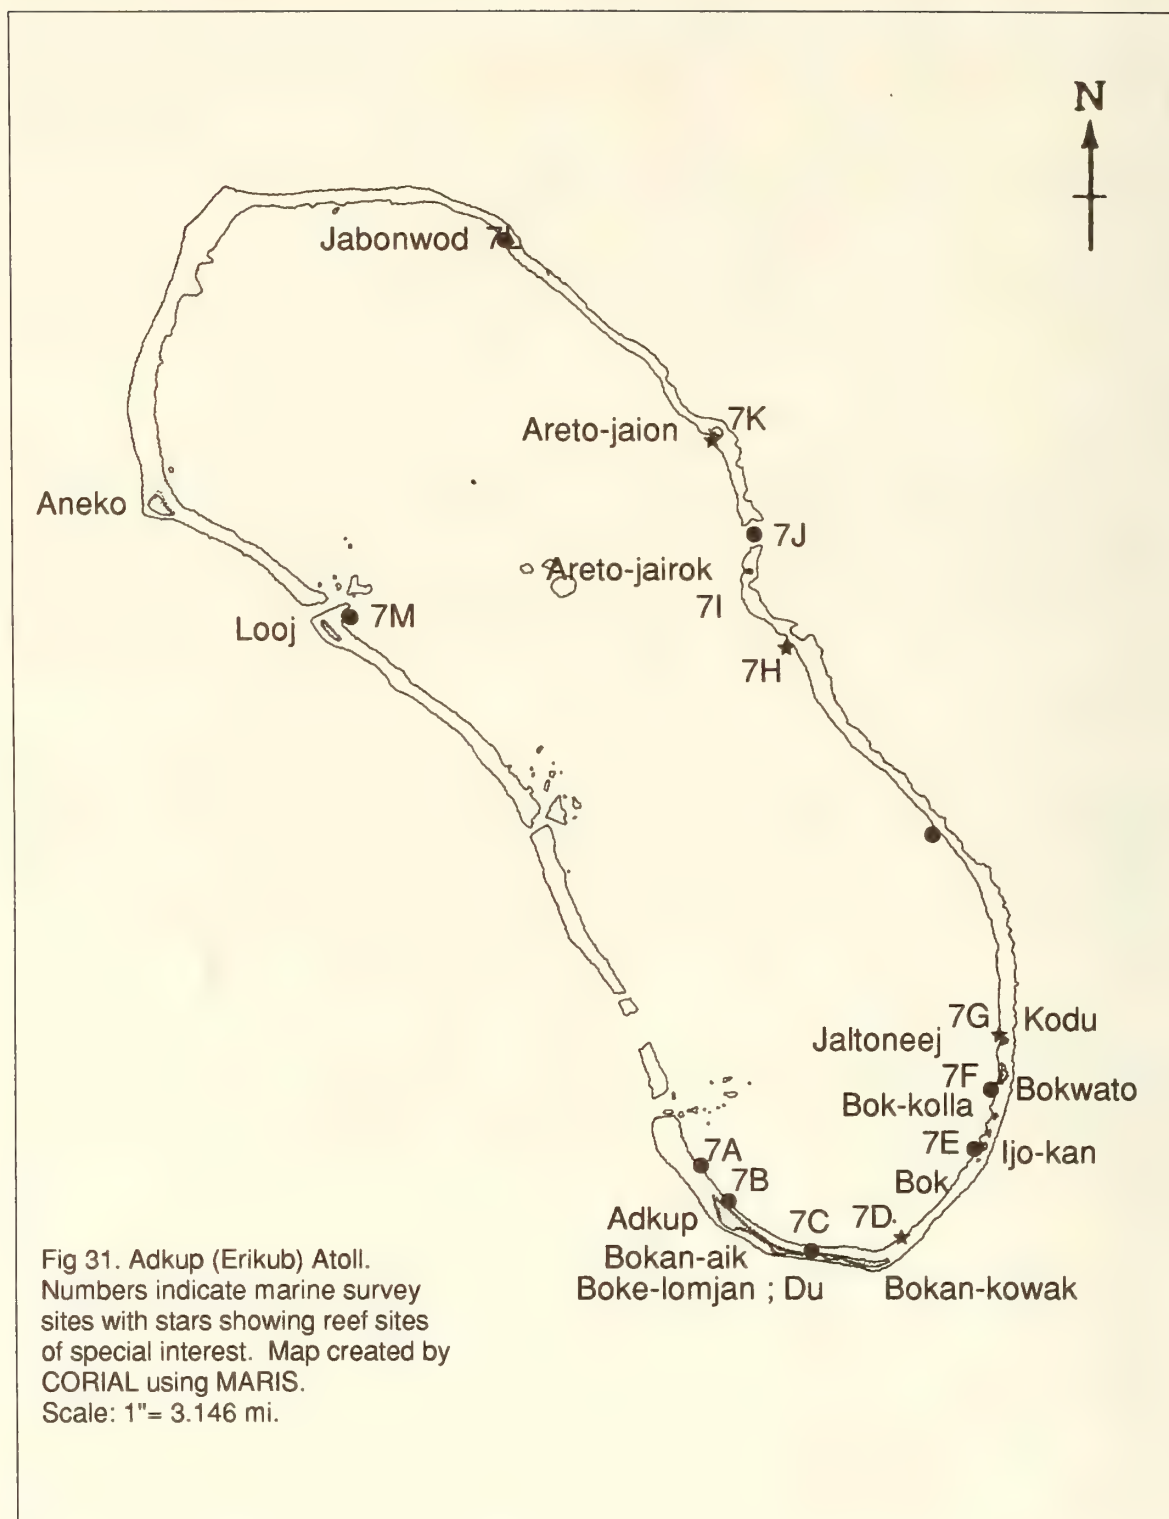 N
Jabonwod 7L
7K
Areto-jaion
Aneko
7J
Areto-jairok
7I
7M
Looj
7H
7G Kodu
Jaltoneej
7F Bokwato
Bok-kolla
7E Ijo-kan
7A
Bok
7B
Adkup 7C 7D.
Bokan-aik
Boke-lomjan ; Du Bokan-kowak
Fig 31. Adkup (Erikub) Atoll.
Numbers indicate marine survey
sites with stars showing reef sites
of special interest. Map created by
CORIAL using MARIS.
Scale: 1"= 3.146 mi.